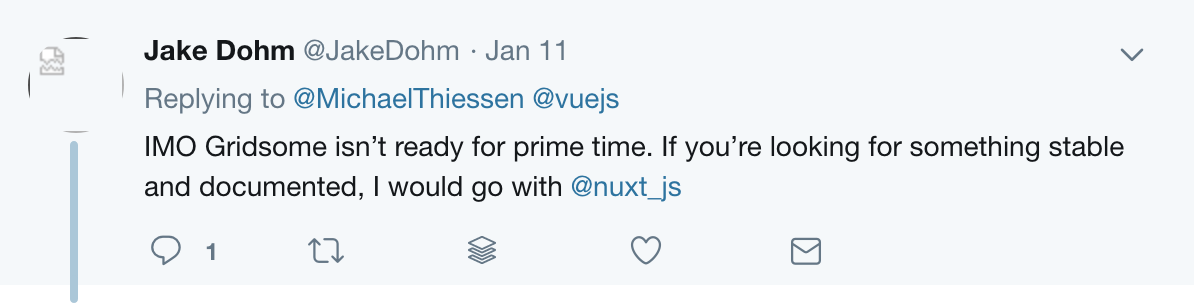 Jake Dohm @JakeDohm · Jan 11
Replying to @MichaelThiessen @vuejs
IMO Gridsome isn’t ready for prime time. If you’re looking for something stable
and documented, I would go with @nuxt_js
1